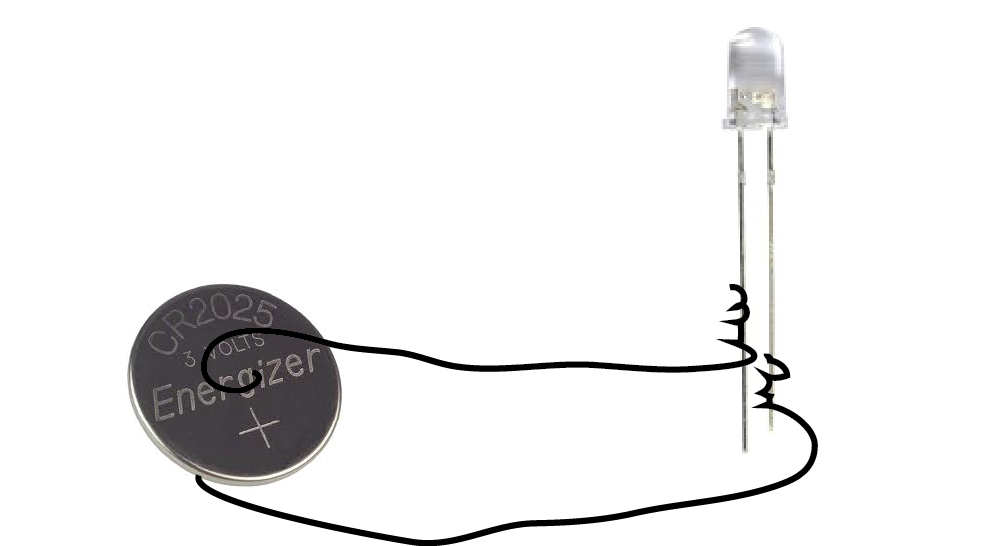 CR2025
3 VOLTS
Energizer
+